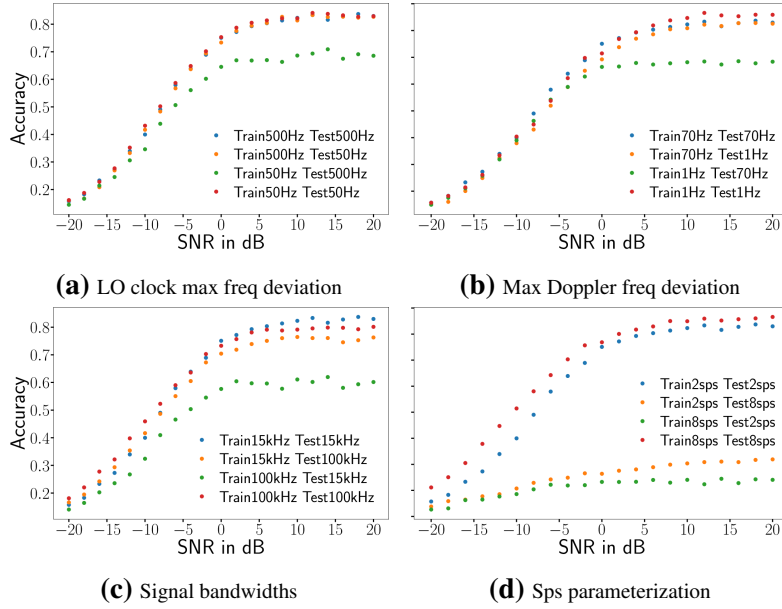 0.8
0.7
0.6
0.5
0.4
0.3
0.2
Accuracy
Train500Hz Test500Hz
Train500Hz Test50Hz
Train50Hz Test500Hz
Train50Hz Test50Hz
−20 −15 −10 −5 0 5 10 15 20
SNR in dB
(a) LO clock max freq deviation
Train70Hz Test70Hz
Train70Hz Test1Hz
Train1Hz Test70Hz
Train1Hz Test1Hz
−20 −15 −10 −5 0 5 10 15 20
SNR in dB
(b) Max Doppler freq deviation
0.8
0.7
0.6
0.5
0.4
0.3
0.2
Accuracy
Train15kHz Test15kHz
Train15kHz Test100kHz
Train100kHz Test15kHz
Train100kHz Test100kHz
−20 −15 −10 −5 0 5 10 15 20
SNR in dB
(c) Signal bandwidths
Train2sps Test2sps
Train2sps Test8sps
Train8sps Test2sps
Train8sps Test8sps
−20 −15 −10 −5 0 5 10 15 20
SNR in dB
(d) Sps parameterization